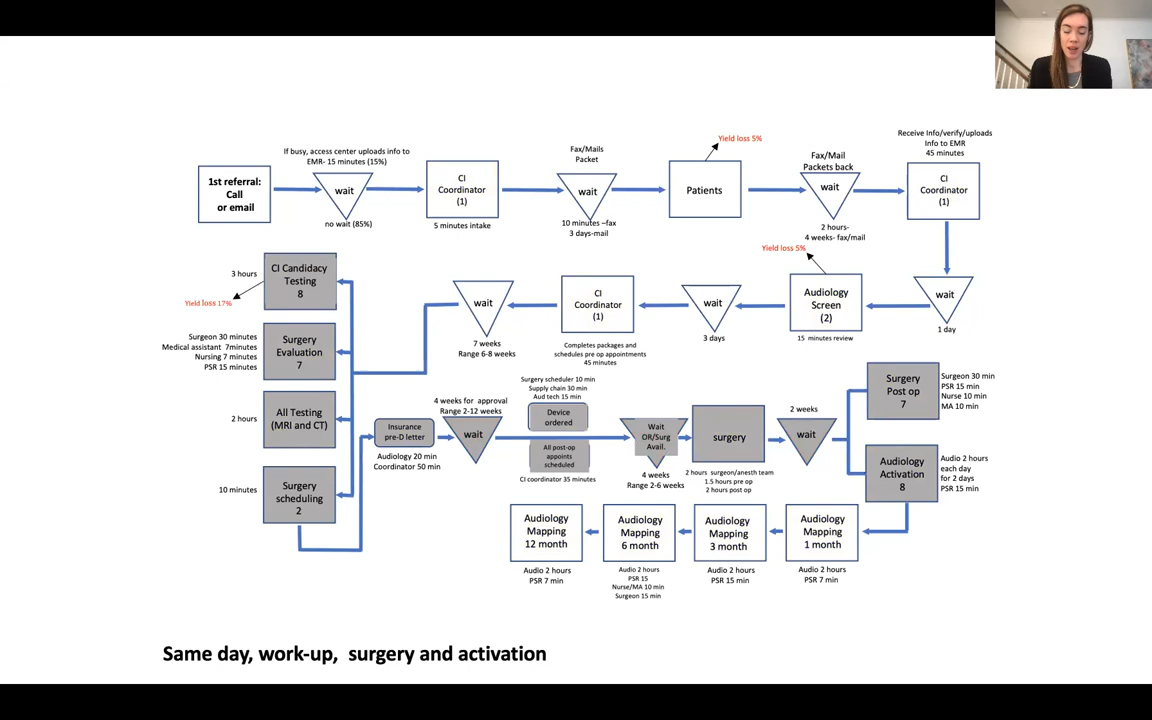 If busy, access center uploads info to
EMR- 15 minutes (15%)
1st referral:
Call
or email
wait
no wait (85%)
CI
Coordinator
(1)
5 minutes intake
Fax/Mails
Packet
wait
10 minutes –fax
3 days-mail
Yield loss 5%
Patients
Fax/Mail
Packets back
wait
2 hours-
4 weeks- fax/mail
Receive Info/verify/uploads
Info to EMR
45 minutes
CI
Coordinator
(1)
wait
1 day
Yield loss 5%
Audiology
Screen
(2)
15 minutes review
wait
3 days
CI
Coordinator
(1)
Completes packages and
schedules pre op appointments
45 minutes
wait
7 weeks
Range 6-8 weeks
3 hours
CI Candidacy
Testing
8
Yield loss 17%
Surgeon 30 minutes
Medical assistant 7minutes
Nursing 7 minutes
PSR 15 minutes
Surgery
Evaluation
7
2 hours
All Testing
(MRI and CT)
10 minutes
Surgery
scheduling
2
Insurance
pre-D letter
Audiology 20 min
Coordinator 50 min
4 weeks for approval
Range 2-12 weeks
wait
Surgery scheduler 10 min
Supply chain 30 min
Aud tech 15 min
Device
ordered
All post-op
appoints
scheduled
CI coordinator 35 minutes
Wait
OR/Surg
Avail.
4 weeks
Range 2-6 weeks
surgery
2 hours surgeon/anesth team
1.5 hours pre op
2 hours post op
2 weeks
wait
Surgery
Post op
7
Surgeon 30 min
PSR 15 min
Nurse 10 min
MA 10 min
Audiology
Activation
8
Audio 2 hours
each day
for 2 days
PSR 15 min
Audiology
Mapping
12 month
Audio 2 hours
PSR 7 min
Audiology
Mapping
6 month
Audio 2 hours
PSR 15
Nurse/MA 10 min
Surgeon 15 min
Audiology
Mapping
3 month
Audio 2 hours
PSR 15 min
Audiology
Mapping
1 month
Audio 2 hours
PSR 7 min
Same day, work-up, surgery and activation